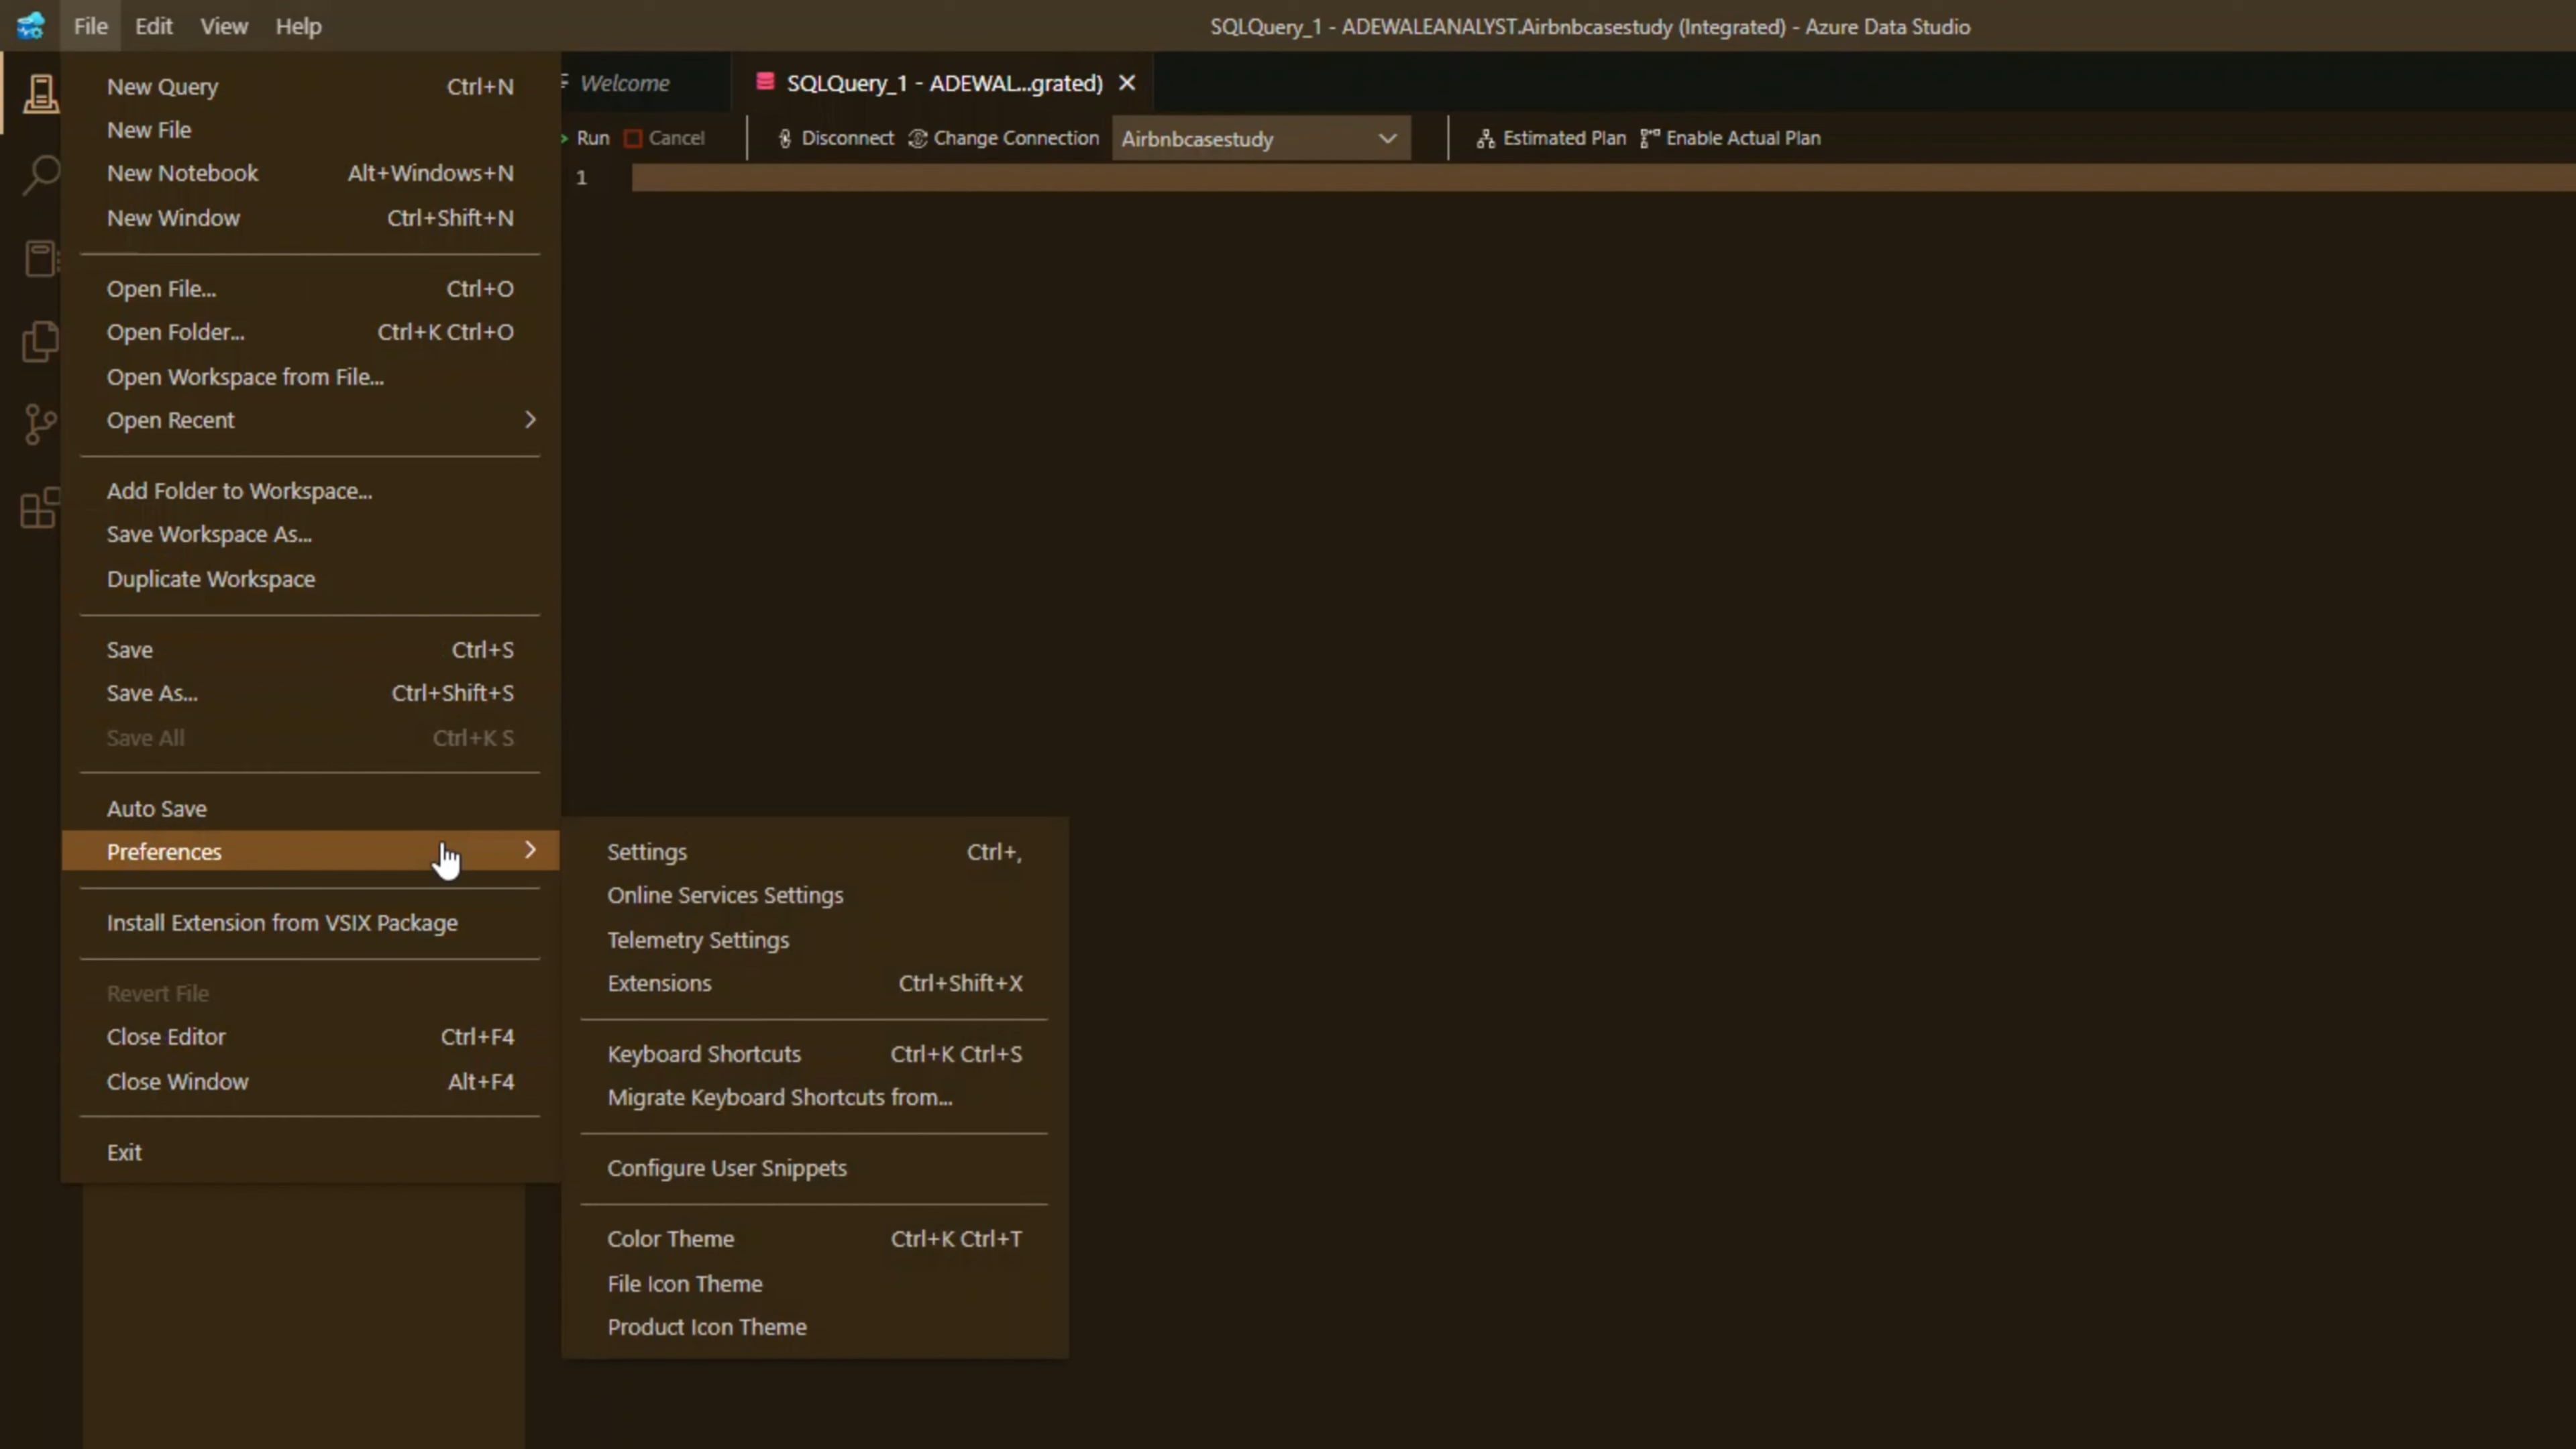 File Edit View Help
SQLQuery_1 - ADEWALEANALYST.Airbnbcasestudy (Integrated) - Azure Data Studio
Welcome
SQLQuery_1 - ADEWAL...grated)
Run Cancel Disconnect Change Connection Airbnbcasestudy Estimated Plan Enable Actual Plan
1
New Query Ctrl+N
New File
New Notebook Alt+Windows+N
New Window Ctrl+Shift+N
Open File... Ctrl+O
Open Folder... Ctrl+K Ctrl+O
Open Workspace from File...
Open Recent
Add Folder to Workspace...
Save Workspace As...
Duplicate Workspace
Save Ctrl+S
Save As... Ctrl+Shift+S
Save All Ctrl+K S
Auto Save
Preferences
Install Extension from VSIX Package
Revert File
Close Editor Ctrl+F4
Close Window Alt+F4
Exit
Settings Ctrl+,
Online Services Settings
Telemetry Settings
Extensions Ctrl+Shift+X
Keyboard Shortcuts Ctrl+K Ctrl+S
Migrate Keyboard Shortcuts from...
Configure User Snippets
Color Theme Ctrl+K Ctrl+T
File Icon Theme
Product Icon Theme